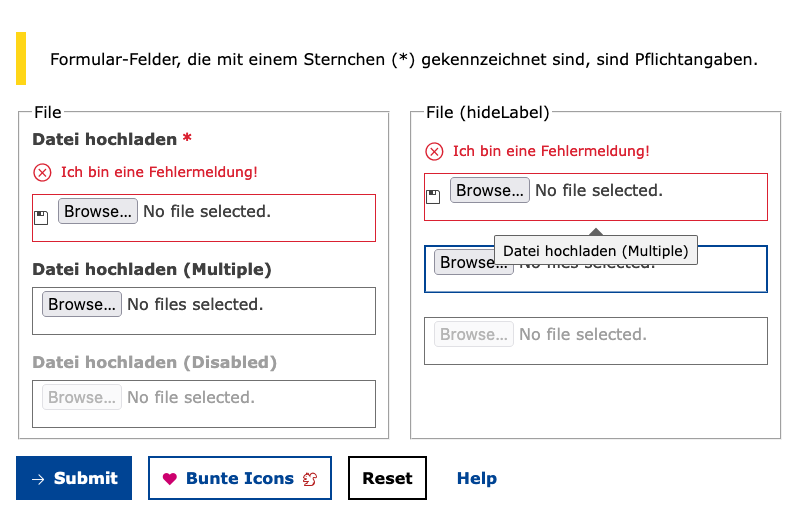 Formular-Felder, die mit einem Sternchen (*) gekennzeichnet sind, sind Pflichtangaben.
File
Datei hochladen *
Ich bin eine Fehlermeldung!
Browse... No file selected.
Datei hochladen (Multiple)
Browse... No files selected.
Datei hochladen (Disabled)
Browse... No file selected.
File (hideLabel)
Ich bin eine Fehlermeldung!
Browse... No file selected.
Datei hochladen (Multiple)
Browse... No files selected.
Browse... No file selected.
Submit
Bunte Icons
Reset
Help